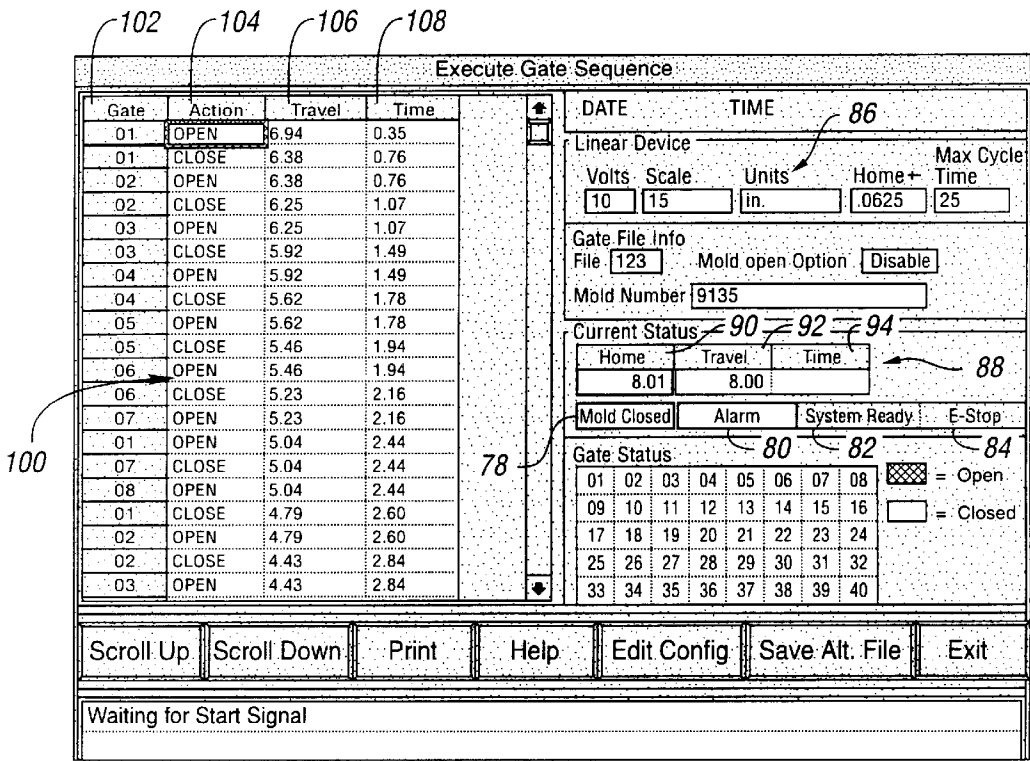 102 104 106 108
Execute Gate Sequence
Gate Action Travel Time
01 OPEN 6.94 0.35
01 CLOSE 6.38 0.76
02 OPEN 6.38 0.76
02 CLOSE 6.25 1.07
03 OPEN 6.25 1.07
03 CLOSE 5.92 1.49
04 OPEN 5.92 1.49
04 CLOSE 5.62 1.78
05 OPEN 5.62 1.78
05 CLOSE 5.46 1.94
06 OPEN 5.46 1.94
06 CLOSE 5.23 2.16
07 OPEN 5.23 2.16
01 OPEN 5.04 2.44
07 CLOSE 5.04 2.44
08 OPEN 5.04 2.44
01 CLOSE 4.79 2.60
02 OPEN 4.79 2.60
02 CLOSE 4.43 2.84
03 OPEN 4.43 2.84
100
DATE TIME
86
Linear Device
Volts Scale Units Home+ Max Cycle Time
10 15 in. .0625 25
Gate File Info
File 123 Mold open Option Disable
Mold Number 9135
Current Status 90 92 94
Home Travel Time
8.01 8.00
88
Mold Closed Alarm System Ready E-Stop
78 80 82 84
Gate Status
01 02 03 04 05 06 07 08
09 10 11 12 13 14 15 16
17 18 19 20 21 22 23 24
25 26 27 28 29 30 31 32
33 34 35 36 37 38 39 40
= Open
= Closed
Scroll Up Scroll Down Print Help Edit Config Save Alt. File Exit
Waiting for Start Signal